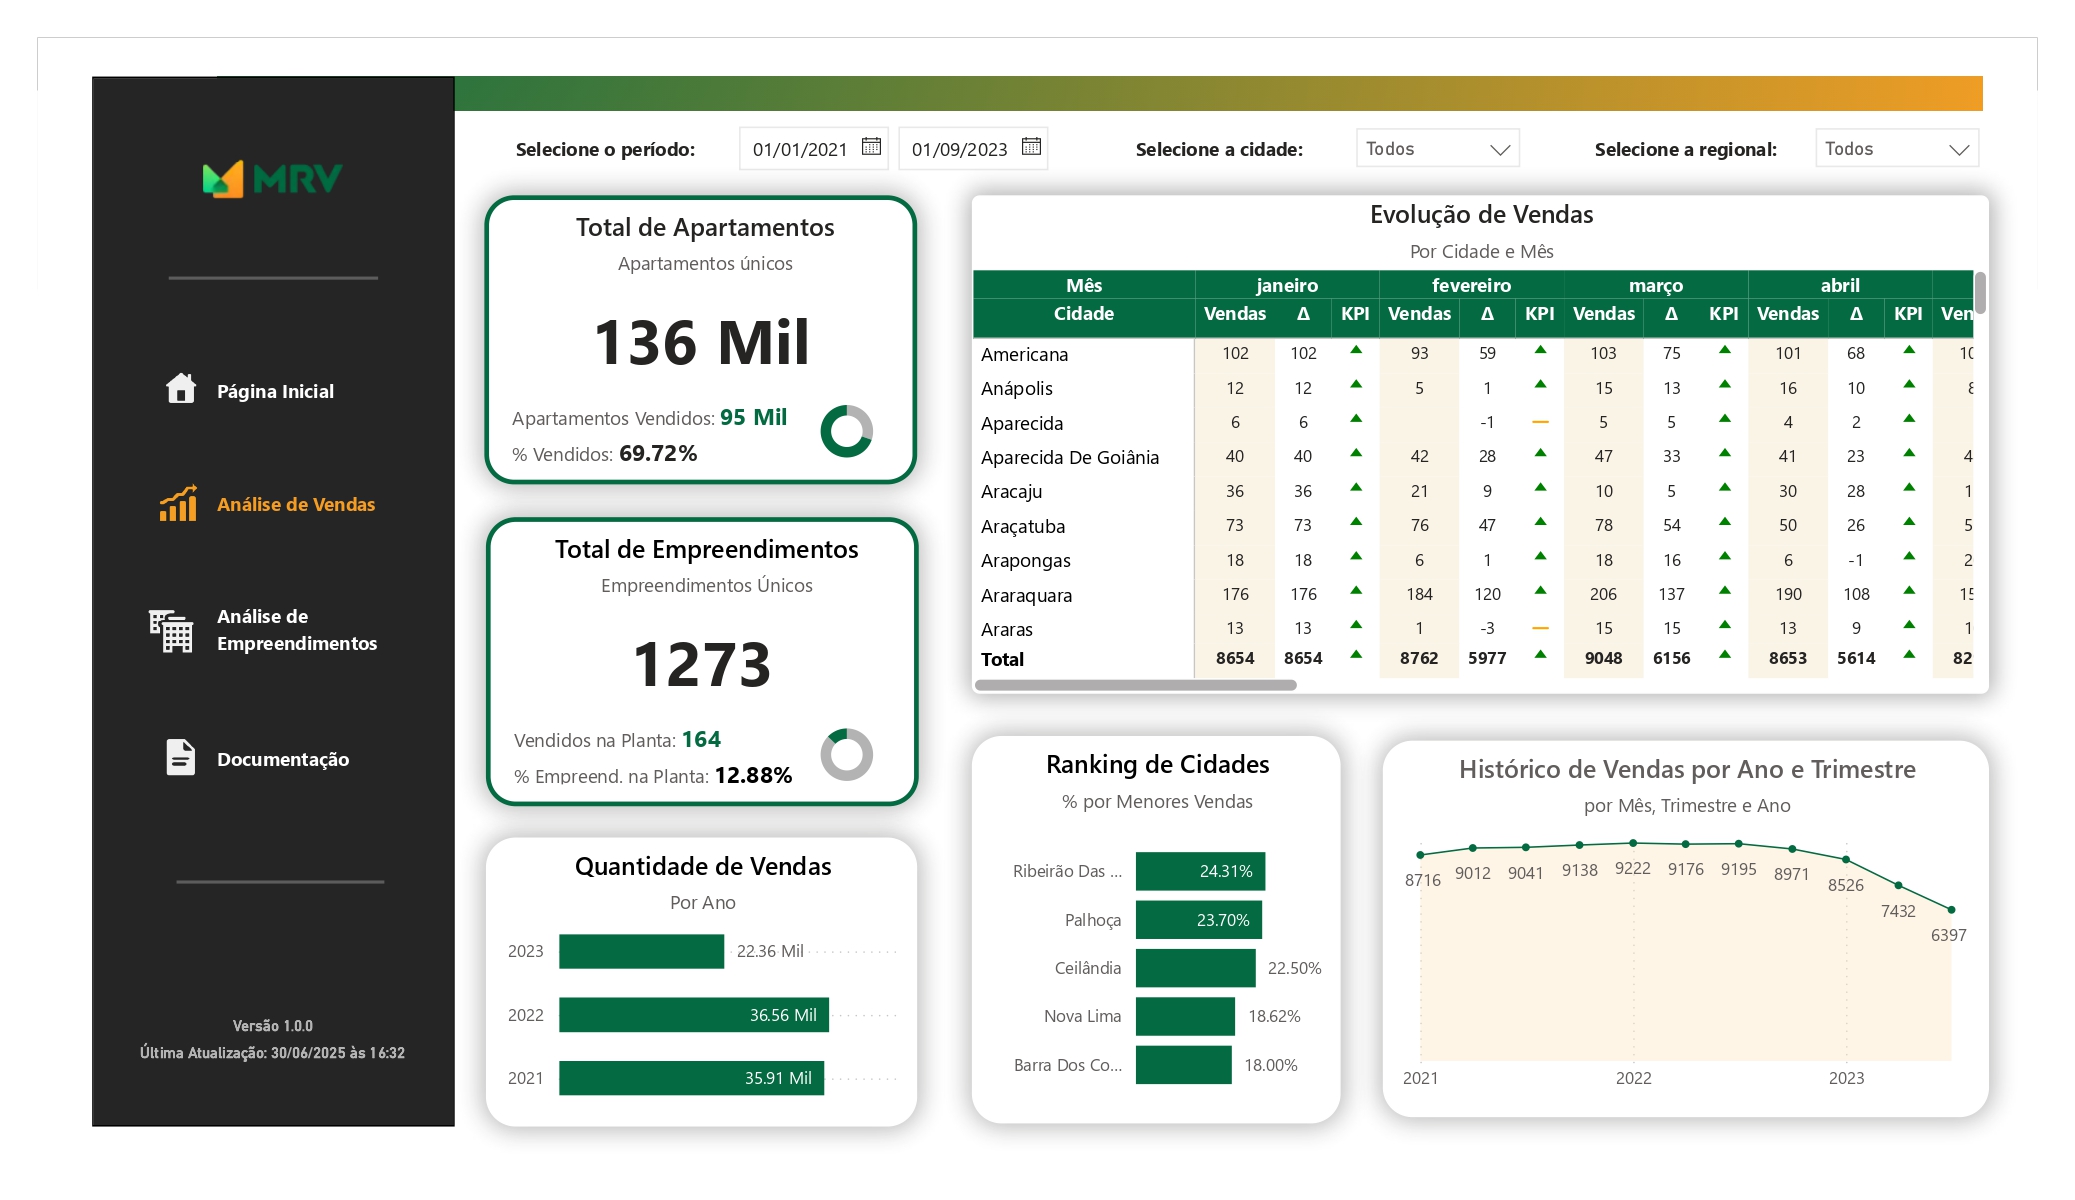 MRV
Página Inicial
Análise de Vendas
Análise de
Empreendimentos
Documentação
Versão 1.0.0
Última Atualização: 30/06/2025 às 16:32
Selecione o período: 01/01/2021 01/09/2023 Selecione a cidade: Todos Selecione a regional: Todos
Total de Apartamentos
Apartamentos únicos
136 Mil
Apartamentos Vendidos: 95 Mil
% Vendidos: 69.72%
Total de Empreendimentos
Empreendimentos Únicos
1273
Vendidos na Planta: 164
% Empreend. na Planta: 12.88%
Quantidade de Vendas
Por Ano
2023 22.36 Mil
2022 36.56 Mil
2021 35.91 Mil
Evolução de Vendas
Por Cidade e Mês
Mês janeiro fevereiro março abril
Cidade Vendas Δ KPI Vendas Δ KPI Vendas Δ KPI Vendas Δ KPI Ven
Americana 102 102 93 59 103 75 101 68
Anápolis 12 12 5 1 15 13 16 10
Aparecida 6 6 -1 5 5 4 2
Aparecida De Goiânia 40 40 42 28 47 33 41 23 4
Aracaju 36 36 21 9 10 5 30 28 1
Araçatuba 73 73 76 47 78 54 50 26 5
Arapongas 18 18 6 1 18 16 6 -1 2
Araraquara 176 176 184 120 206 137 190 108
Araras 13 13 1 -3 15 15 13 9 1
Total 8654 8654 8762 5977 9048 6156 8653 5614 82
Ranking de Cidades
% por Menores Vendas
Ribeirão Das ... 24.31%
Palhoça 23.70%
Ceilândia 22.50%
Nova Lima 18.62%
Barra Dos Co... 18.00%
Histórico de Vendas por Ano e Trimestre
por Mês, Trimestre e Ano
8716 9012 9041 9138 9222 9176 9195 8971 8526 7432 6397
2021 2022 2023